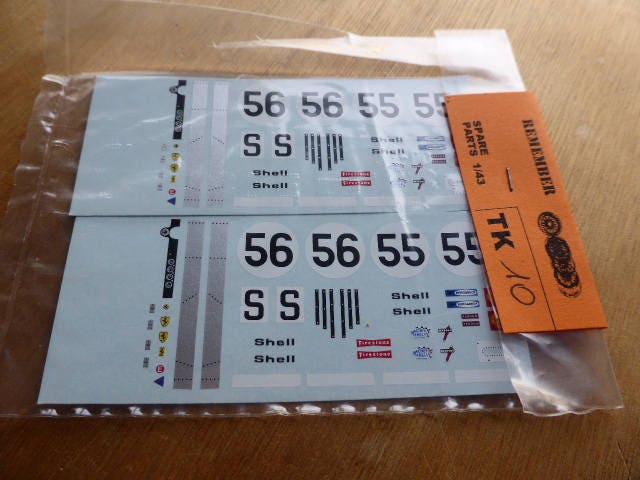 56 56 55 55
S S Shell
Shell Firestone
Shell Firestone
56 56 55 55
S S Shell
Shell
Shell Firestone
Shell Firestone
REMEMBER
SPARE
PARTS 1/43
TK 10